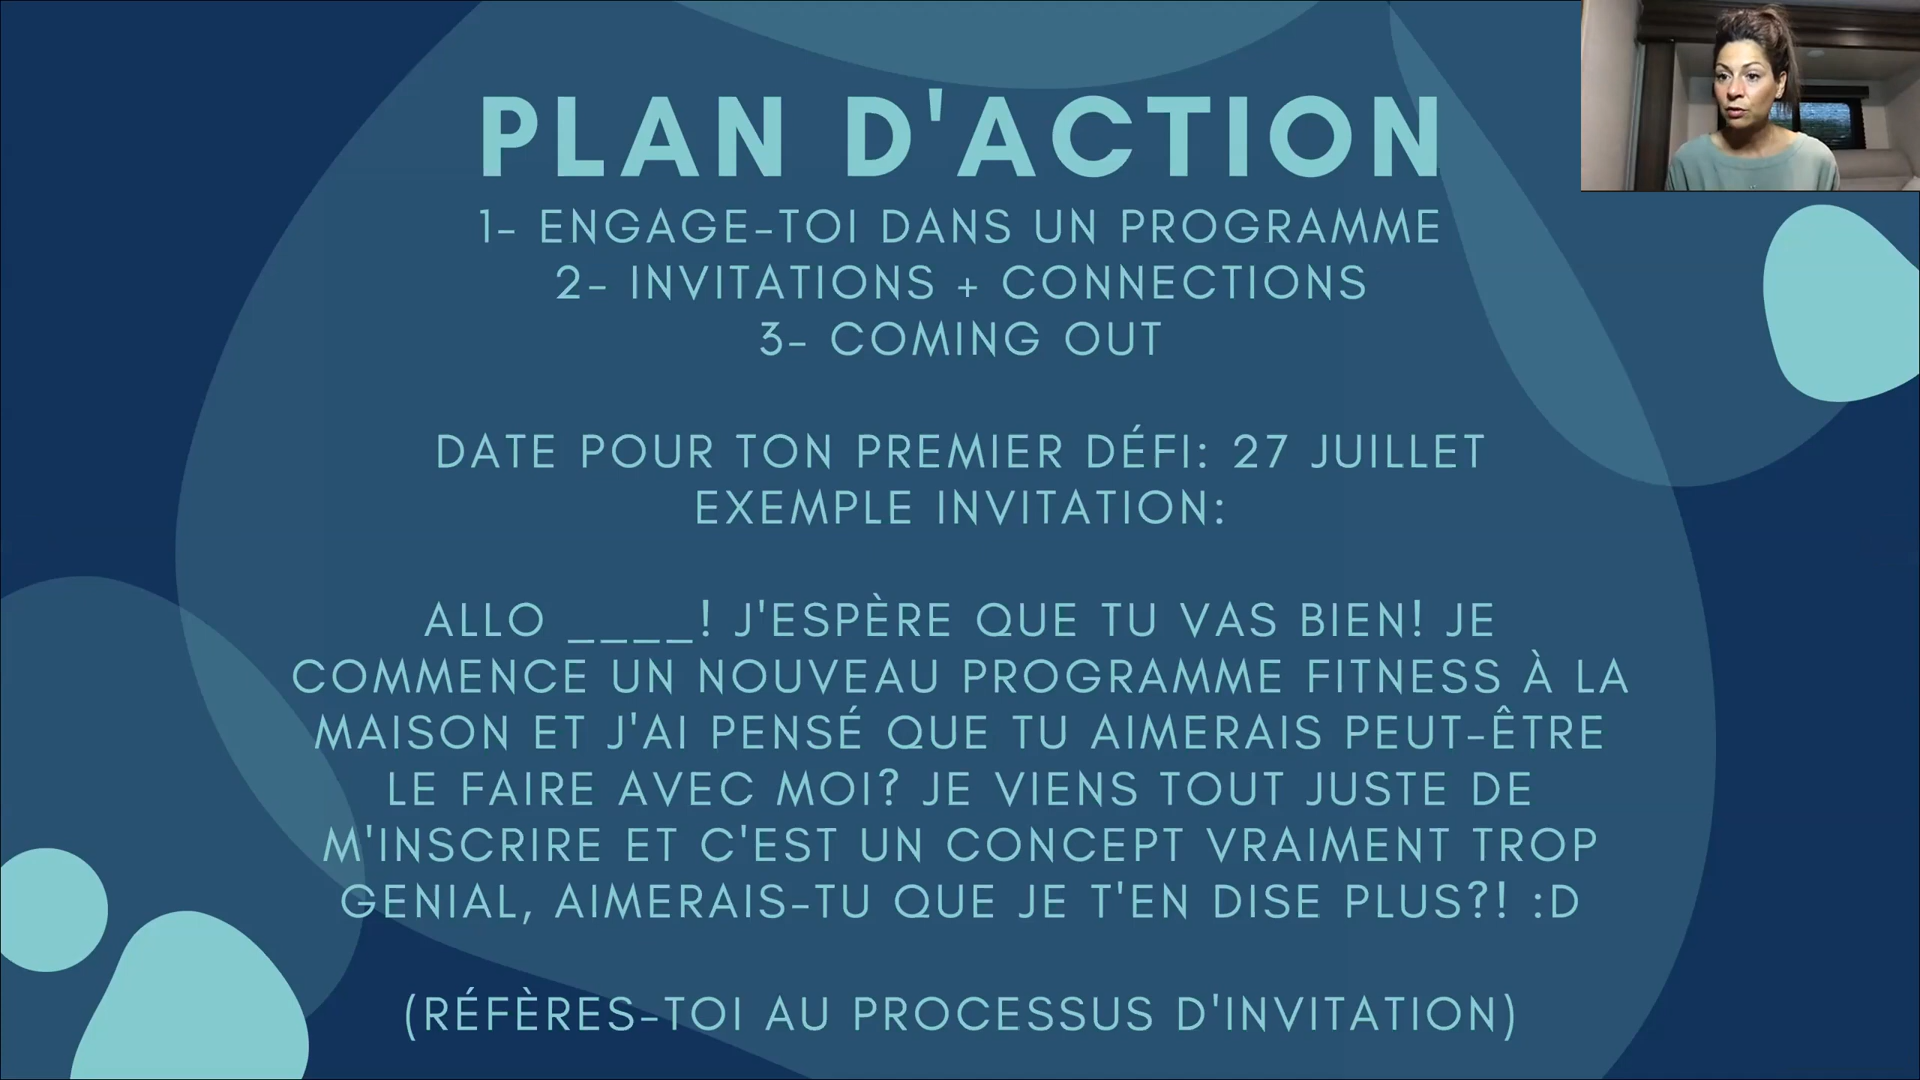 PLAN D'ACTION
1- ENGAGE-TOI DANS UN PROGRAMME
2- INVITATIONS + CONNECTIONS
3- COMING OUT
DATE POUR TON PREMIER DÉFI: 27 JUILLET
EXEMPLE INVITATION:
ALLO ____! J'ESPÈRE QUE TU VAS BIEN! JE
COMMENCE UN NOUVEAU PROGRAMME FITNESS À LA
MAISON ET J'AI PENSÉ QUE TU AIMERAIS PEUT-ÊTRE
LE FAIRE AVEC MOI? JE VIENS TOUT JUSTE DE
M'INSCRIRE ET C'EST UN CONCEPT VRAIMENT TROP
GENIAL, AIMERAIS-TU QUE JE T'EN DISE PLUS?! :D
(RÉFÈRES-TOI AU PROCESSUS D'INVITATION)